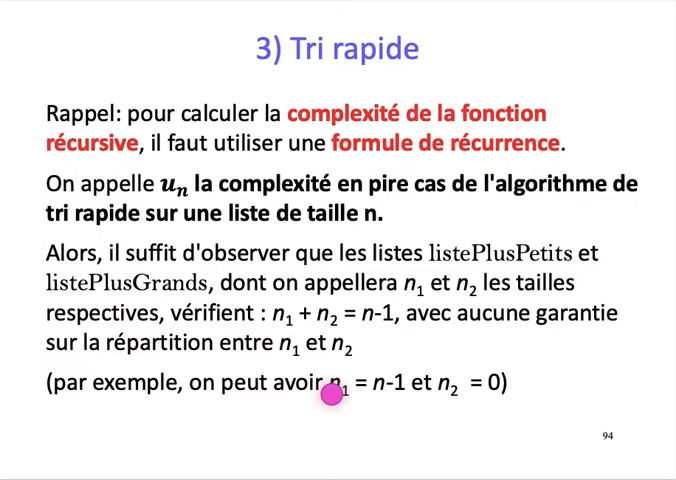 3) Tri rapide
Rappel: pour calculer la complexité de la fonction
récursive, il faut utiliser une formule de récurrence.
On appelle uₙ la complexité en pire cas de l'algorithme de
tri rapide sur une liste de taille n.
Alors, il suffit d'observer que les listes listePlusPetits et
listePlusGrands, dont on appellera n₁ et n₂ les tailles
respectives, vérifient : n₁ + n₂ = n-1, avec aucune garantie
sur la répartition entre n₁ et n₂
(par exemple, on peut avoir n₁ = n-1 et n₂ = 0)
94